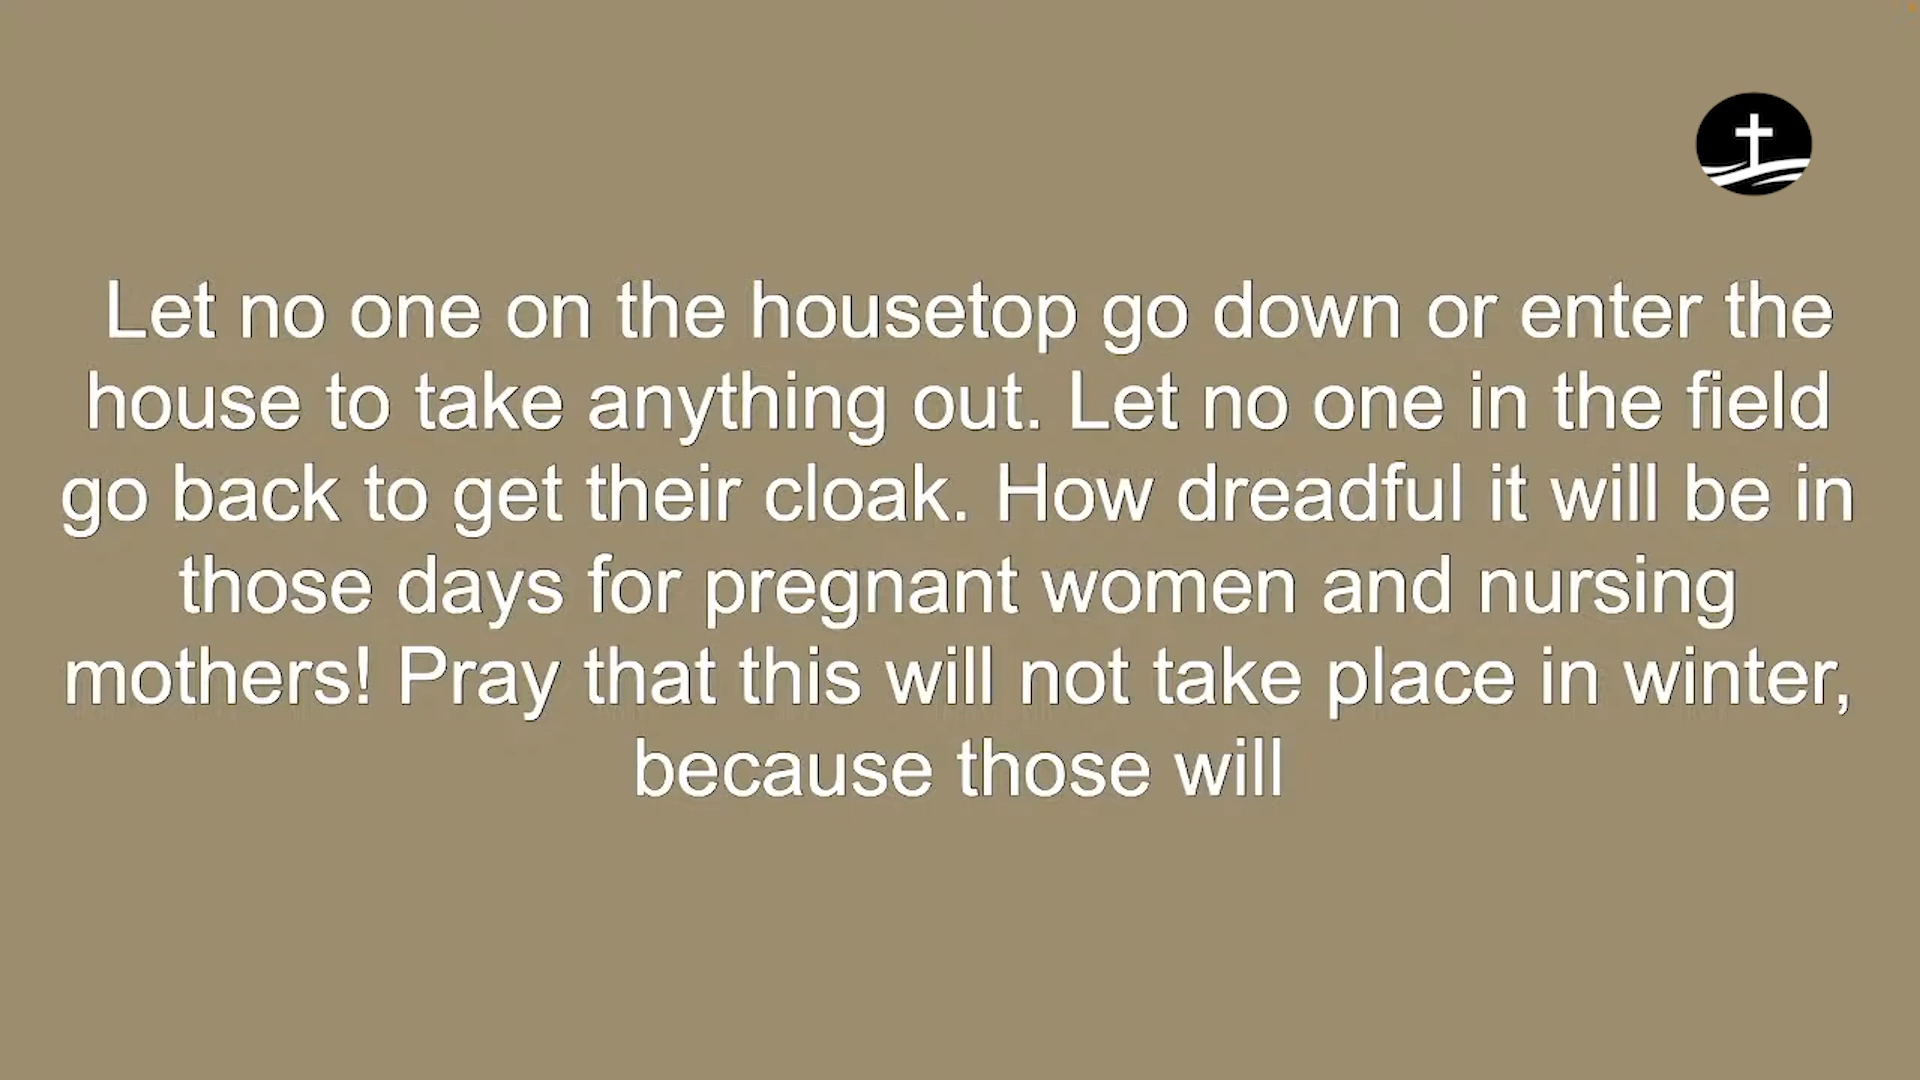 Let no one on the housetop go down or enter the
house to take anything out. Let no one in the field
go back to get their cloak. How dreadful it will be in
those days for pregnant women and nursing
mothers! Pray that this will not take place in winter,
because those will